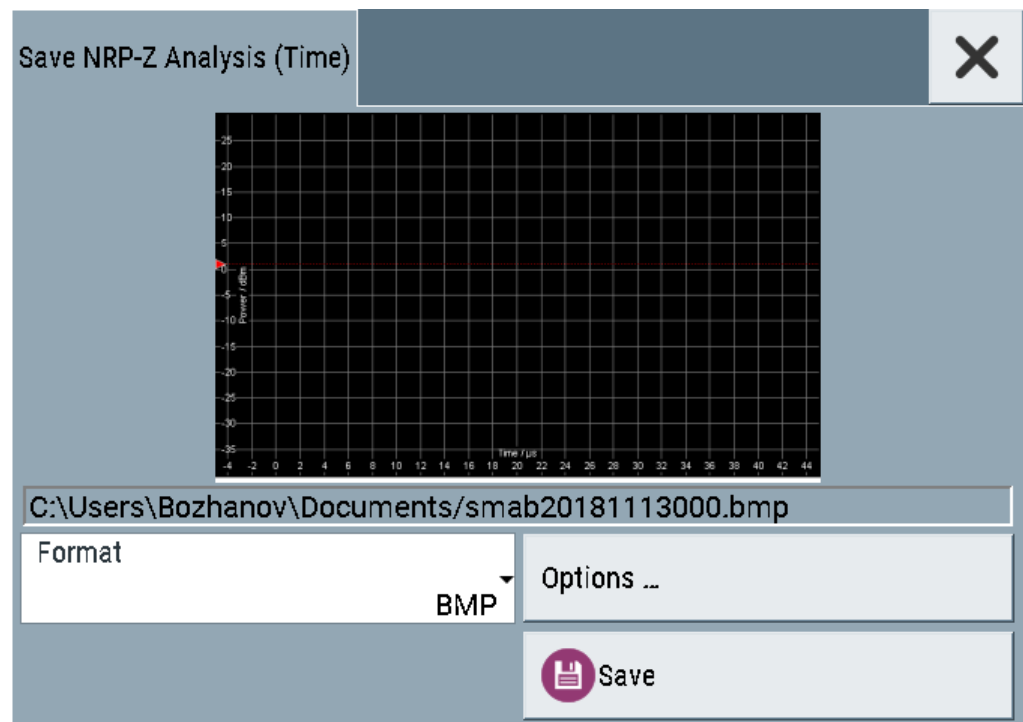 Save NRP-Z Analysis (Time)
25
20
15
10
5
0
-5
Power / dBm
-10
-15
-20
-25
-30
-35
Time / µs
-4 -2 0 2 4 6 8 10 12 14 16 18 20 22 24 26 28 30 32 34 36 38 40 42 44
C:\Users\Bozhanov\Documents/smab20181113000.bmp
Format
BMP
Options ...
Save